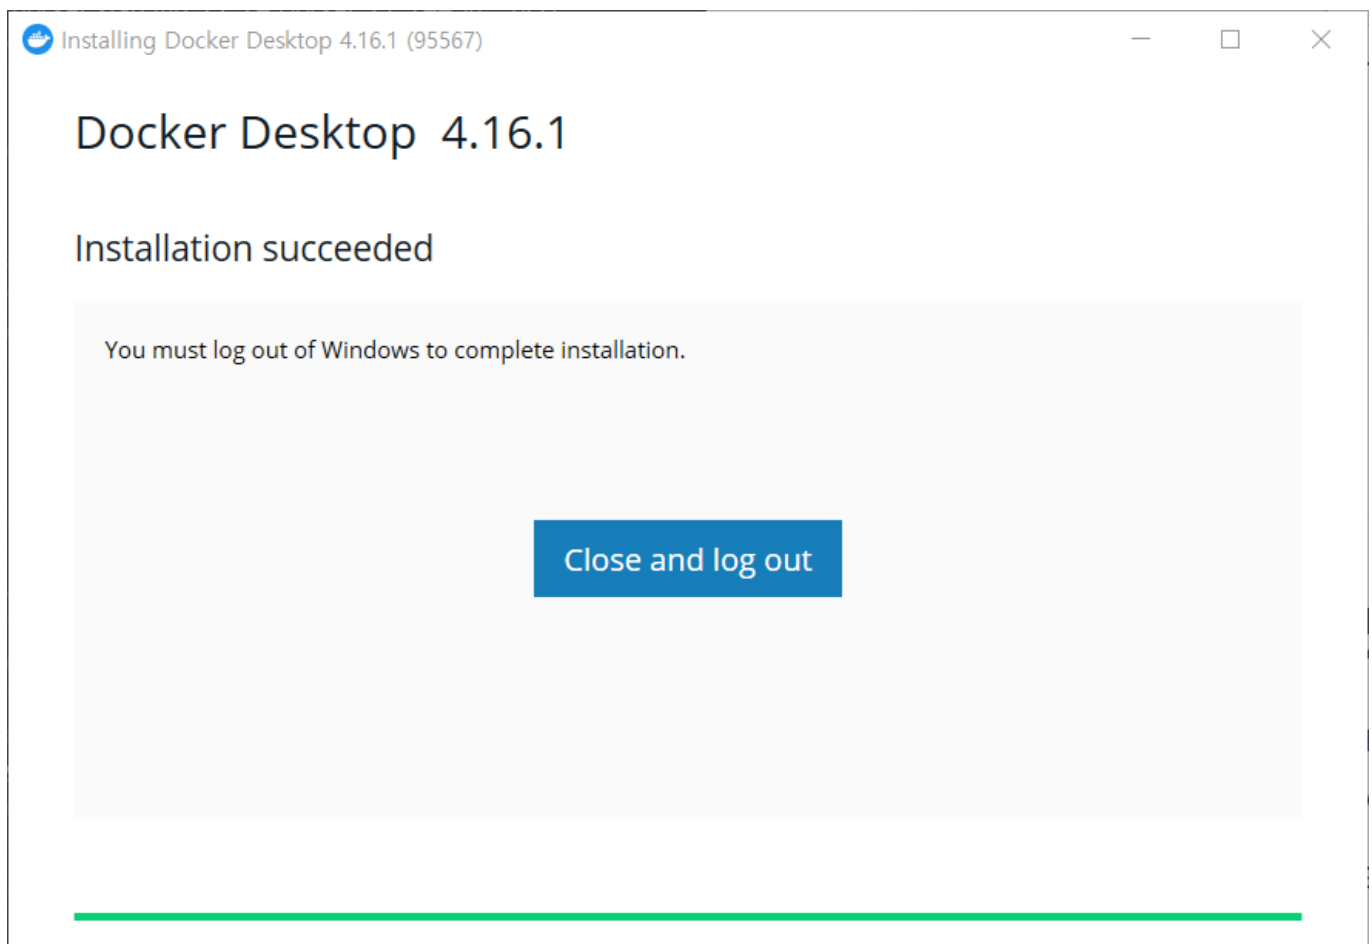 Installing Docker Desktop 4.16.1 (95567)
Docker Desktop 4.16.1
Installation succeeded
You must log out of Windows to complete installation.
Close and log out